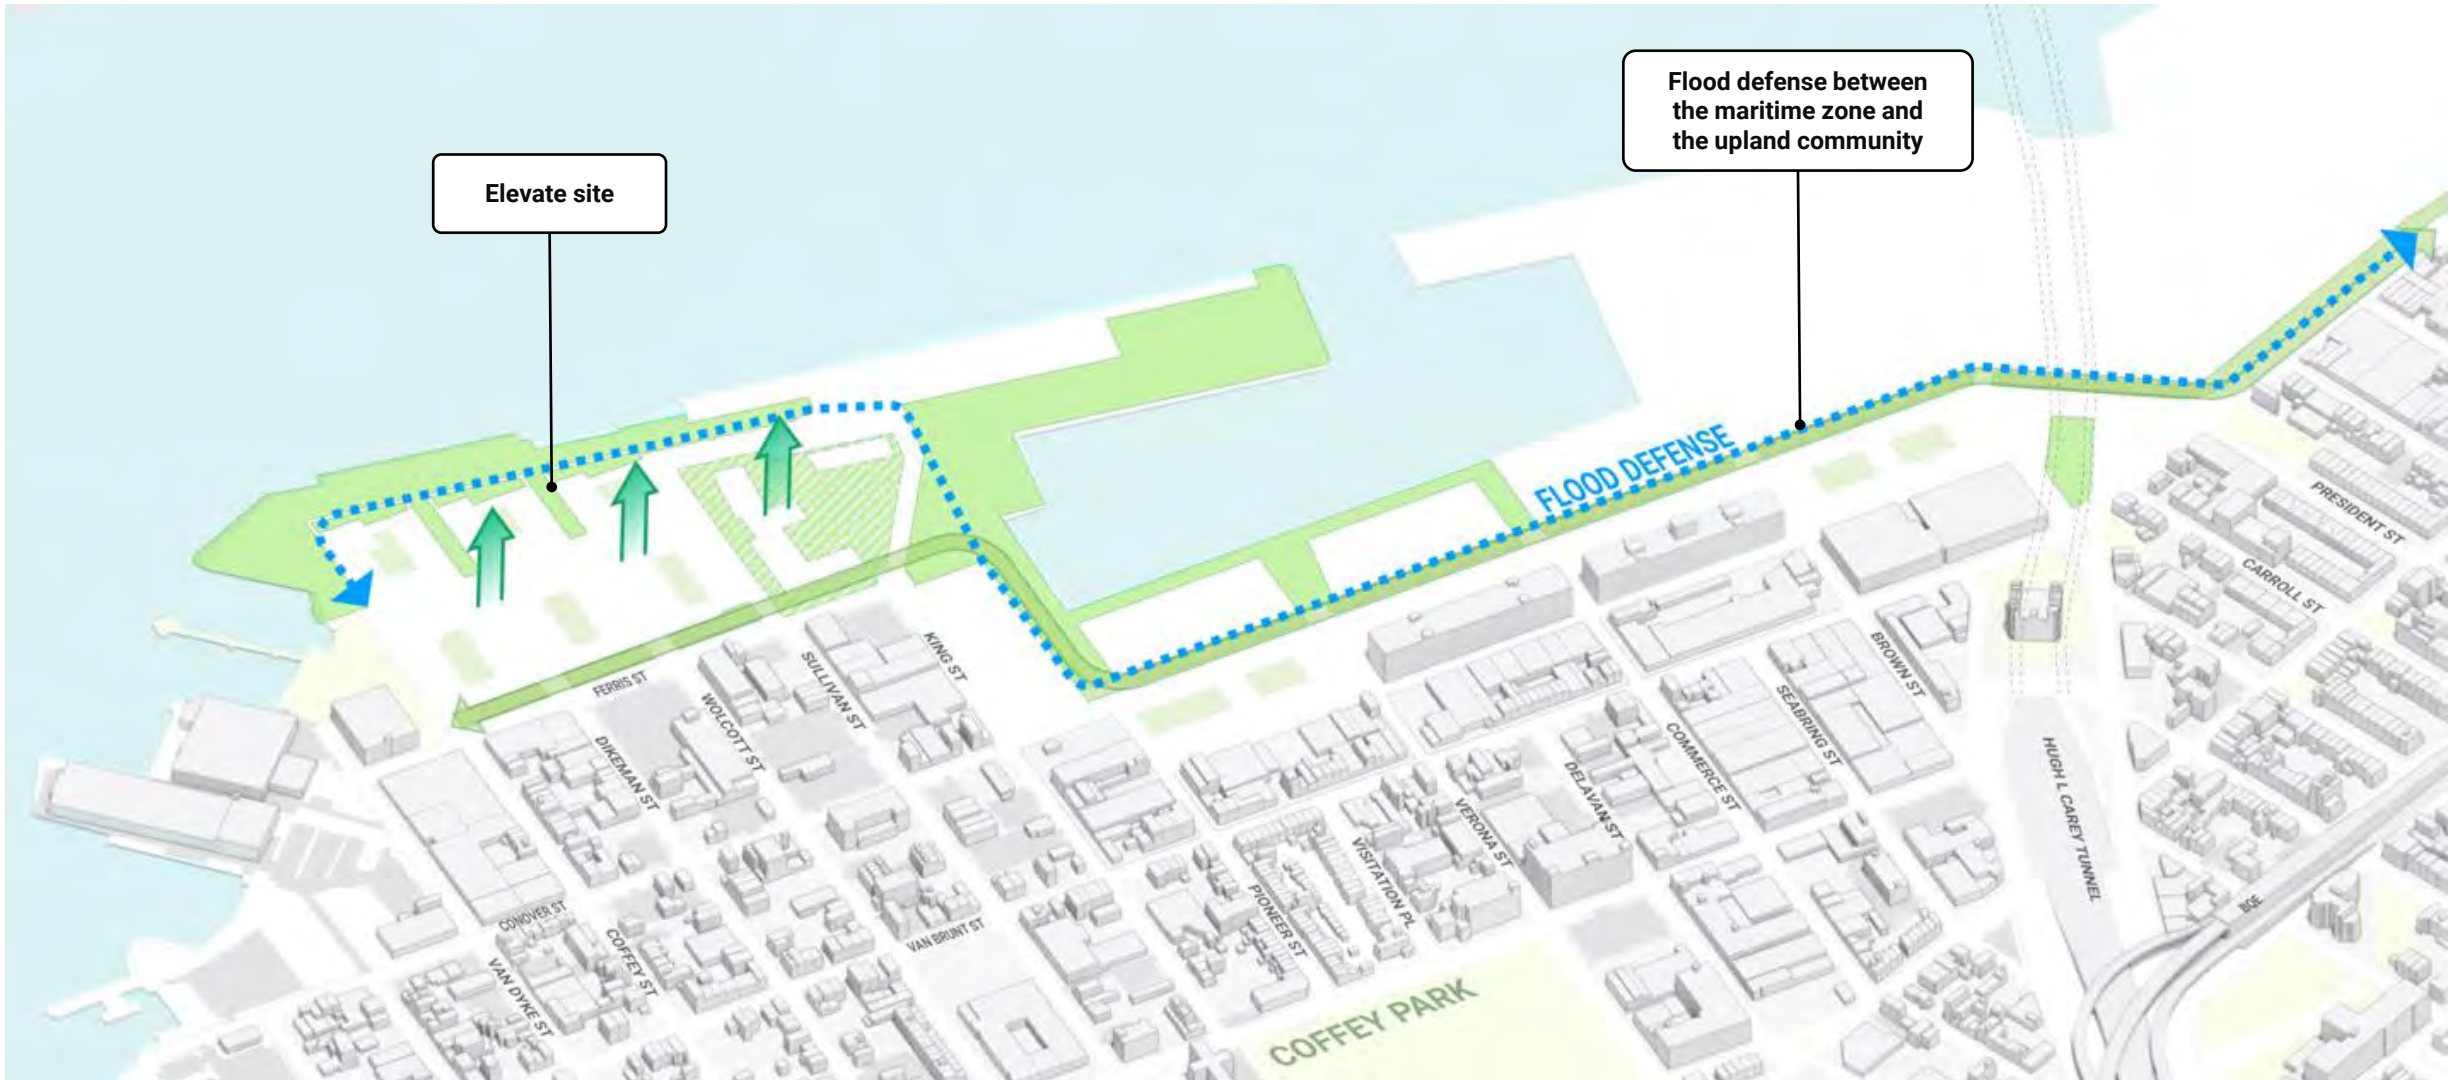 Flood defense between
the maritime zone and
the upland community
Elevate site
FLOOD DEFENSE
PRESIDENT ST
CARROLL ST
BROWN ST
KING ST
SULLIVAN ST
FERRIS ST
WOLCOTT ST
SEABRING ST
COMMERCE ST
DIKEMAN ST
DELAVAN ST
HUGH L CAREY TUNNEL
VERONA ST
VISITATION PL
PIONEER ST
BQE
CONOVER ST
VAN BRUNT ST
COFFEY ST
VAN DYKE ST
COFFEY PARK